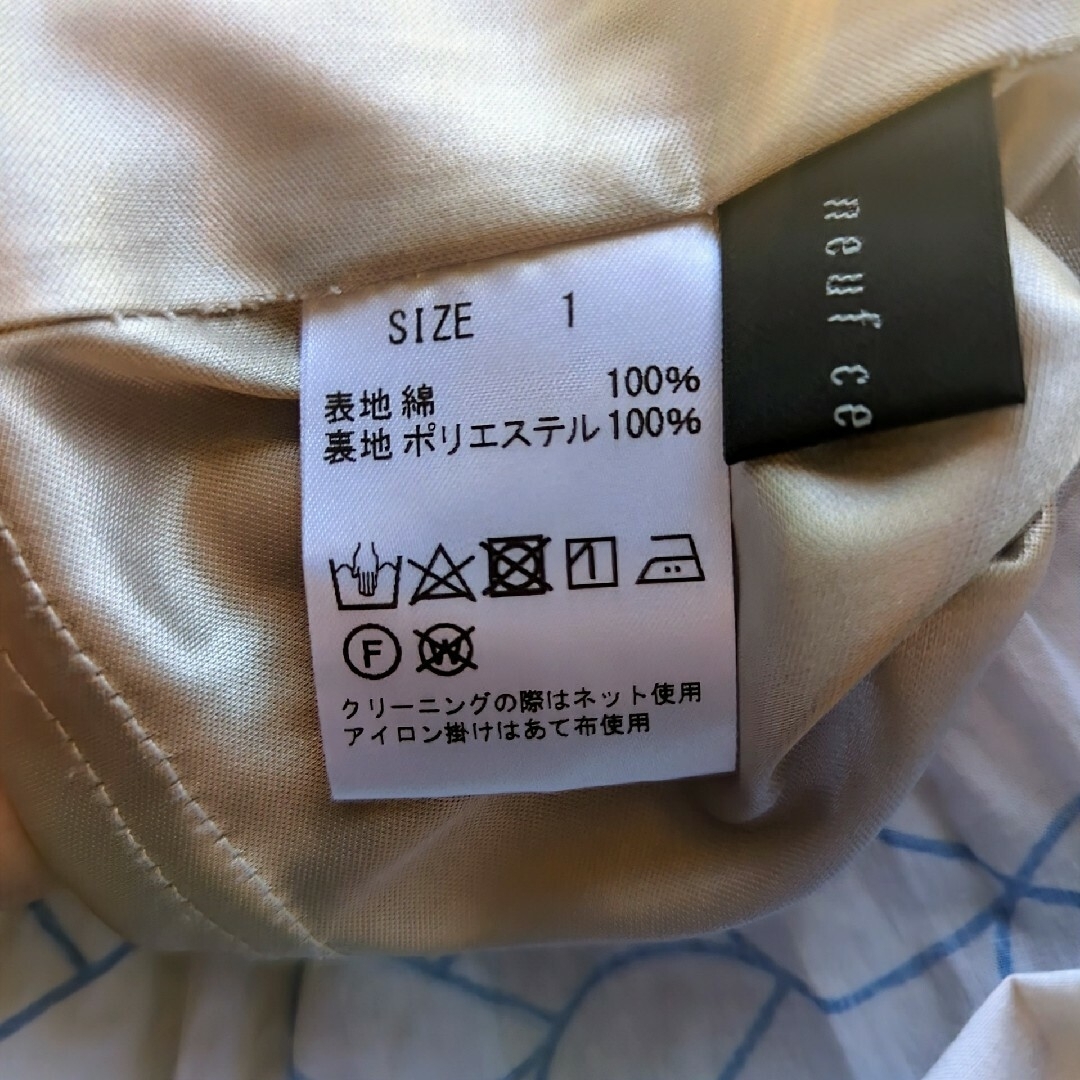 SIZE 1
表地 綿 100%
裏地 ポリエステル 100%
F
W
クリーニングの際はネット使用
アイロン掛けはあて布使用
neuf ce